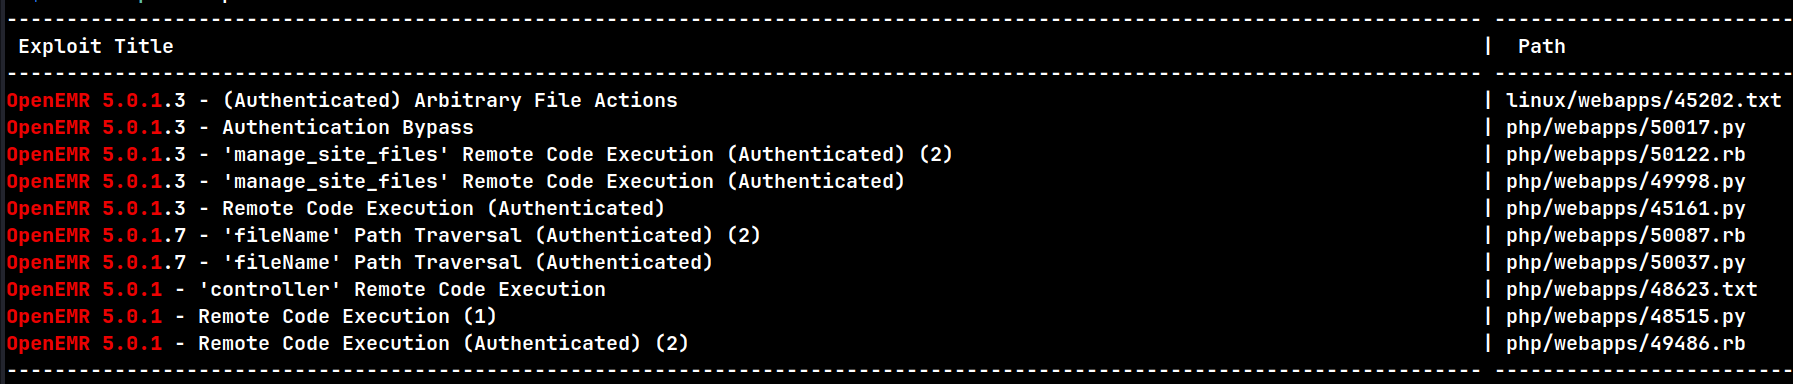 Exploit Title | Path
OpenEMR 5.0.1.3 - (Authenticated) Arbitrary File Actions | linux/webapps/45202.txt
OpenEMR 5.0.1.3 - Authentication Bypass | php/webapps/50017.py
OpenEMR 5.0.1.3 - 'manage_site_files' Remote Code Execution (Authenticated) (2) | php/webapps/50122.rb
OpenEMR 5.0.1.3 - 'manage_site_files' Remote Code Execution (Authenticated) | php/webapps/49998.py
OpenEMR 5.0.1.3 - Remote Code Execution (Authenticated) | php/webapps/45161.py
OpenEMR 5.0.1.7 - 'fileName' Path Traversal (Authenticated) (2) | php/webapps/50087.rb
OpenEMR 5.0.1.7 - 'fileName' Path Traversal (Authenticated) | php/webapps/50037.py
OpenEMR 5.0.1 - 'controller' Remote Code Execution | php/webapps/48623.txt
OpenEMR 5.0.1 - Remote Code Execution (1) | php/webapps/48515.py
OpenEMR 5.0.1 - Remote Code Execution (Authenticated) (2) | php/webapps/49486.rb